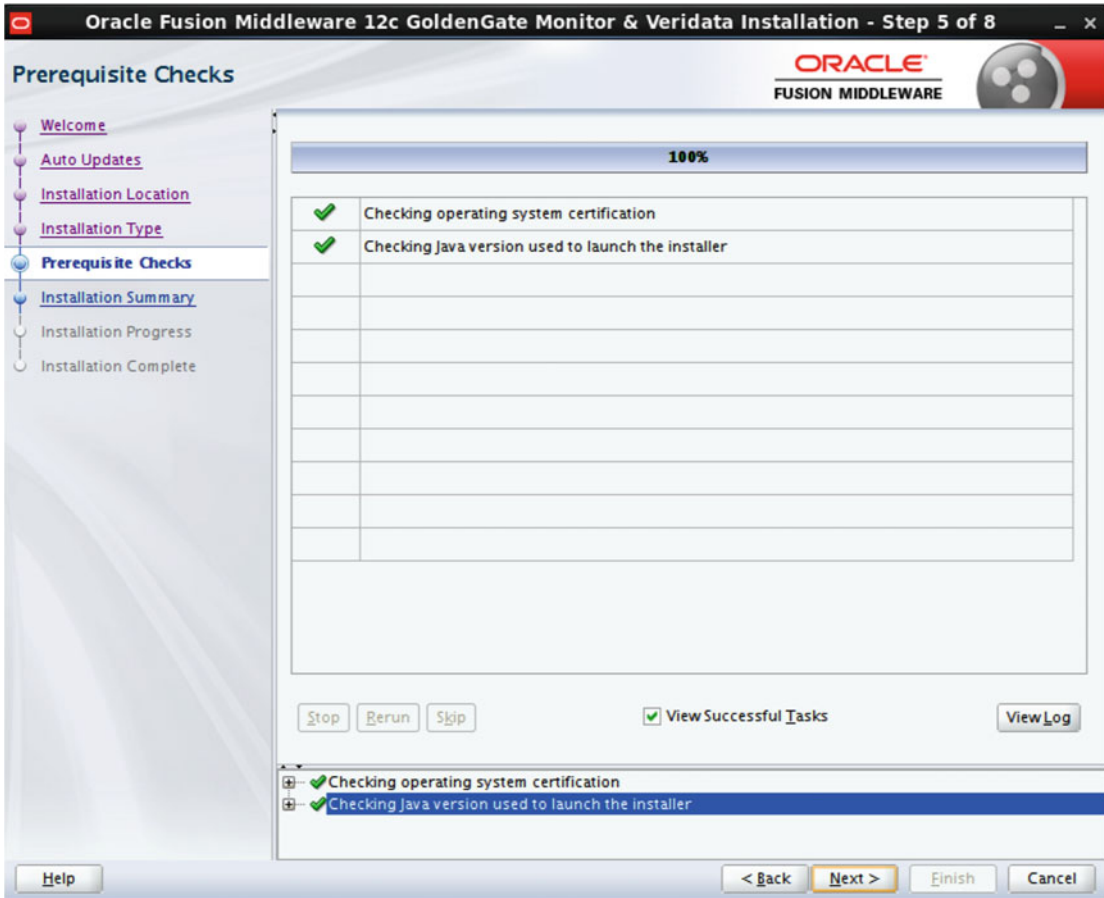 Oracle Fusion Middleware 12c GoldenGate Monitor & Veridata Installation - Step 5 of 8
Prerequisite Checks
ORACLE
FUSION MIDDLEWARE
Welcome
Auto Updates
Installation Location
Installation Type
Prerequisite Checks
Installation Summary
Installation Progress
Installation Complete
100%
Checking operating system certification
Checking Java version used to launch the installer
Stop Rerun Skip View Successful Tasks View Log
Checking operating system certification
Checking Java version used to launch the installer
Help < Back Next > Finish Cancel